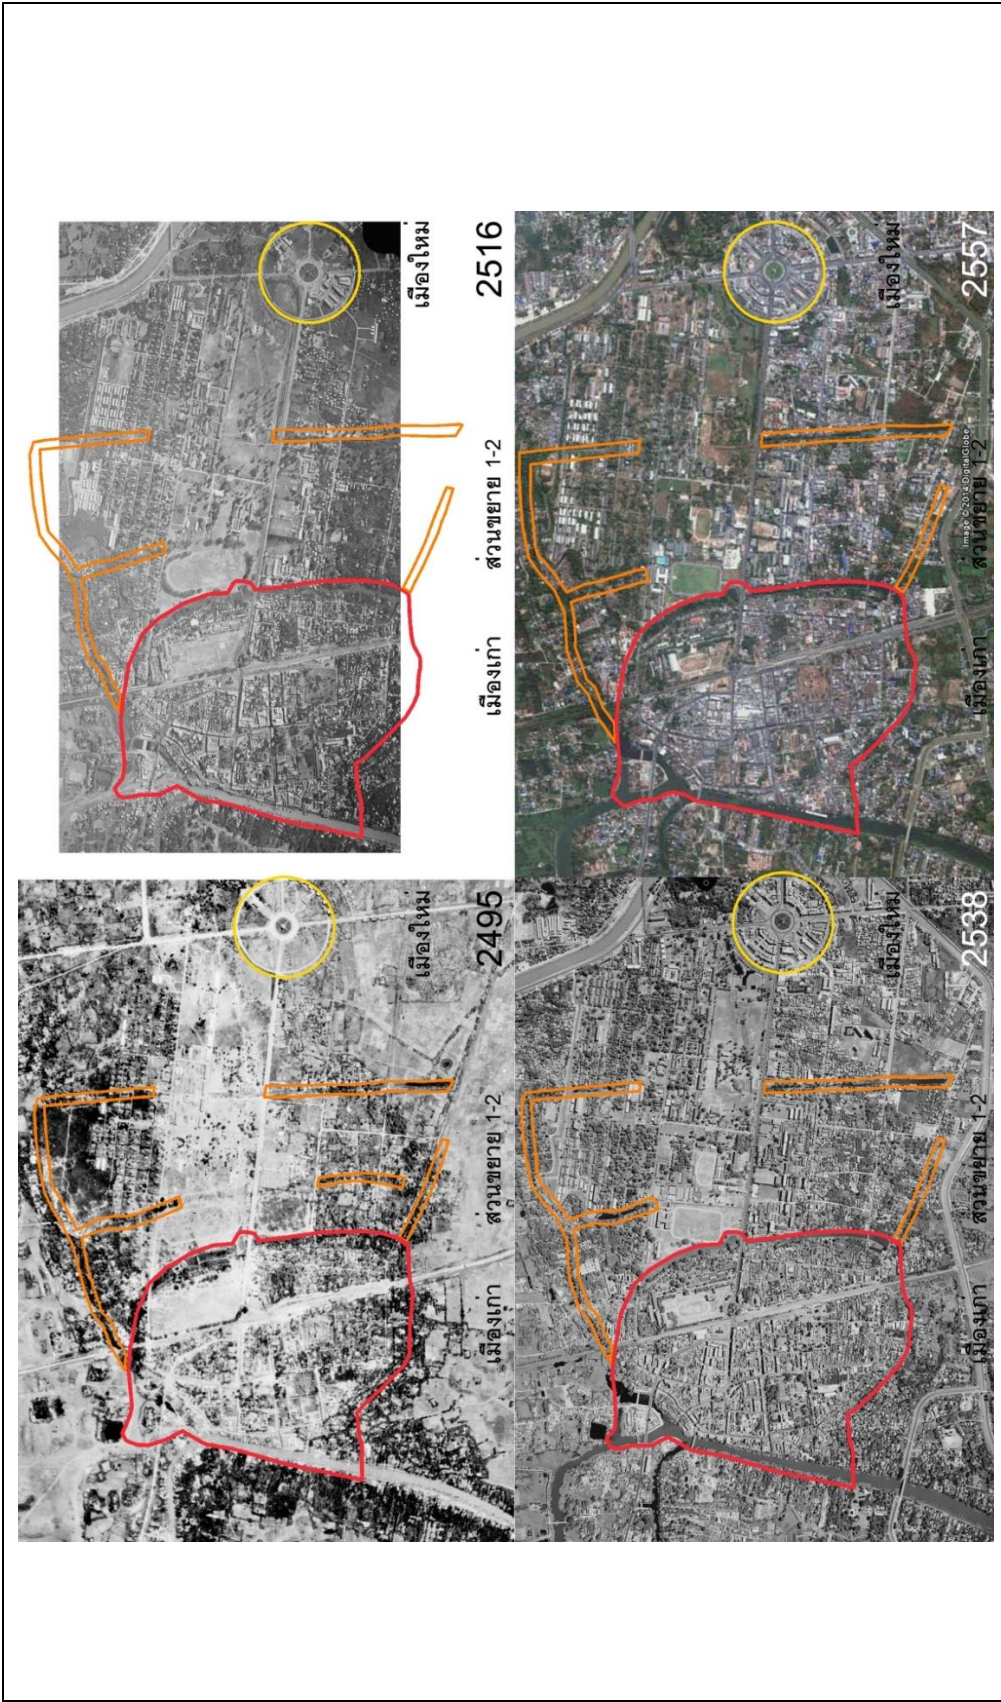 เมืองเก่า ส่วนขยาย 1-2 เมืองใหม่
2495
เมืองเก่า ส่วนขยาย 1-2 เมืองใหม่
2516
เมืองเก่า ส่วนขยาย 1-2 เมืองใหม่
2538
Image © 2014 DigitalGlobe
เมืองเก่า ส่วนขยาย 1-2 เมืองใหม่
2557